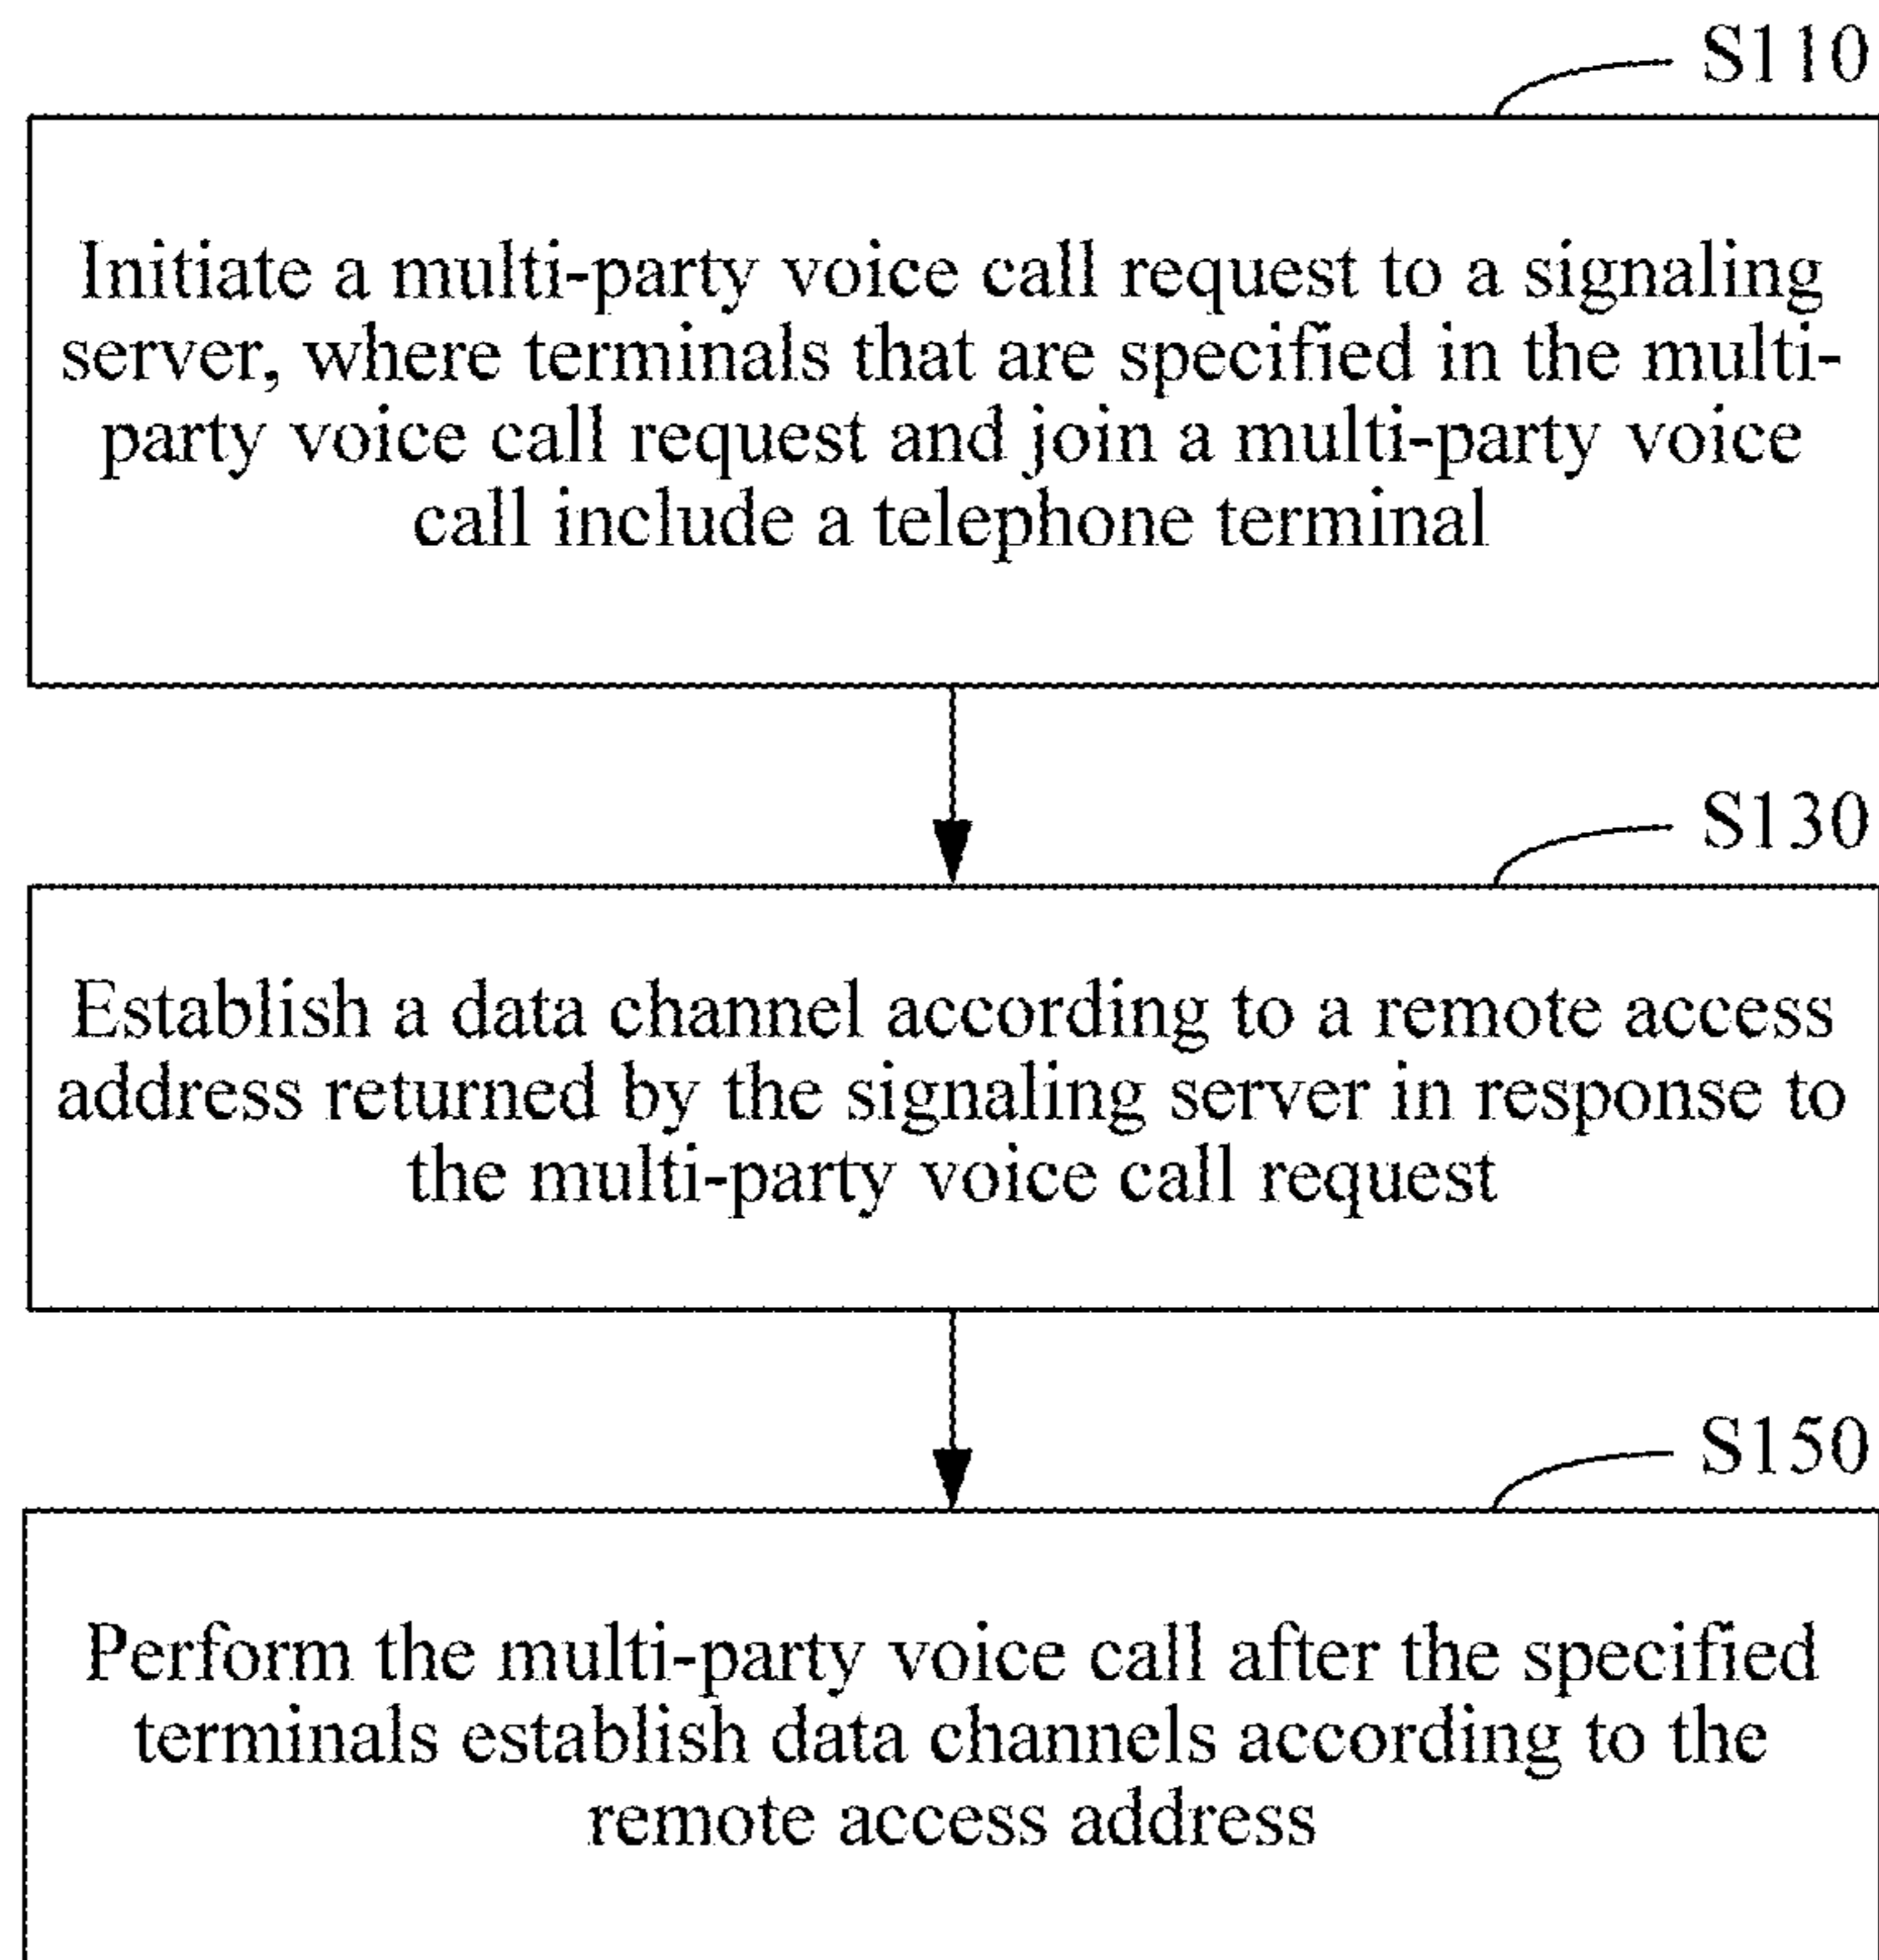 S110
Initiate a multi-party voice call request to a signaling
server, where terminals that are specified in the multi-
party voice call request and join a multi-party voice
call include a telephone terminal
S130
Establish a data channel according to a remote access
address returned by the signaling server in response to
the multi-party voice call request
S150
Perform the multi-party voice call after the specified
terminals establish data channels according to the
remote access address